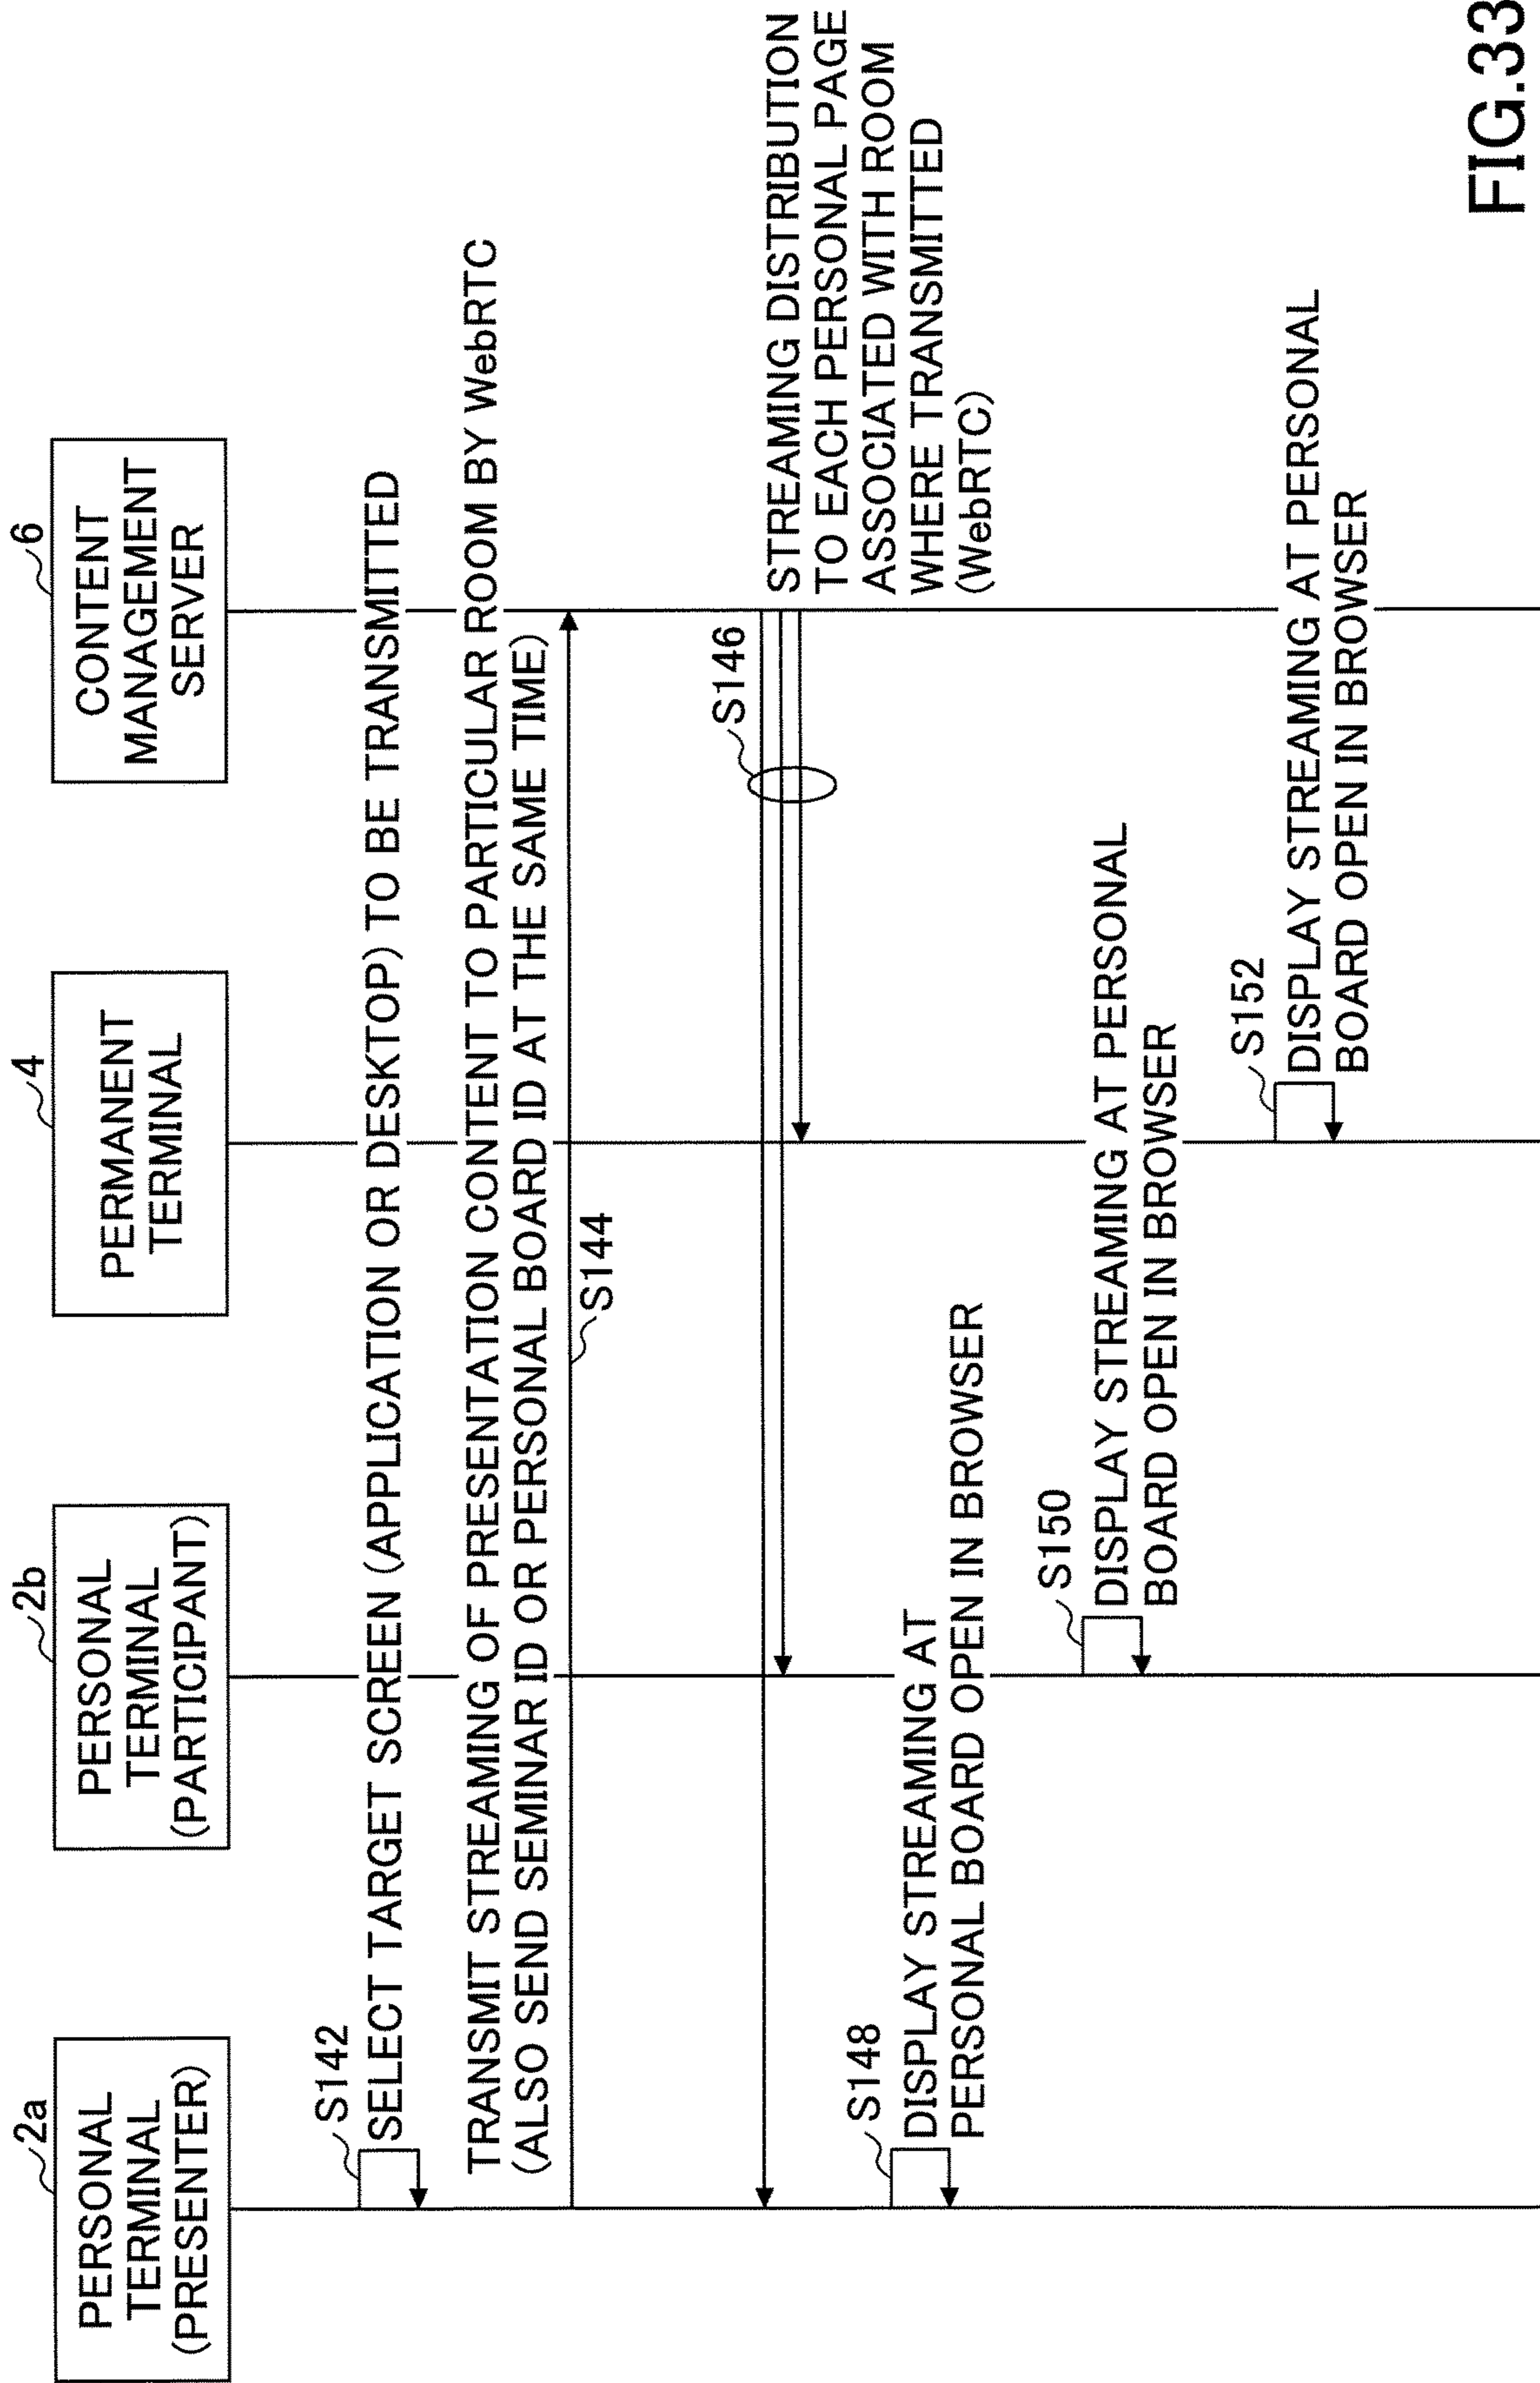 2a
PERSONAL
TERMINAL
(PRESENTER)
2b
PERSONAL
TERMINAL
(PARTICIPANT)
4
PERMANENT
TERMINAL
6
CONTENT
MANAGEMENT
SERVER
S142
SELECT TARGET SCREEN (APPLICATION OR DESKTOP) TO BE TRANSMITTED
TRANSMIT STREAMING OF PRESENTATION CONTENT TO PARTICULAR ROOM BY WebRTC
(ALSO SEND SEMINAR ID OR PERSONAL BOARD ID AT THE SAME TIME)
S144
S146
STREAMING DISTRIBUTION
TO EACH PERSONAL PAGE
ASSOCIATED WITH ROOM
WHERE TRANSMITTED
(WebRTC)
S148
DISPLAY STREAMING AT
PERSONAL BOARD OPEN IN BROWSER
S150
DISPLAY STREAMING AT PERSONAL
BOARD OPEN IN BROWSER
S152
DISPLAY STREAMING AT PERSONAL
BOARD OPEN IN BROWSER
FIG.33